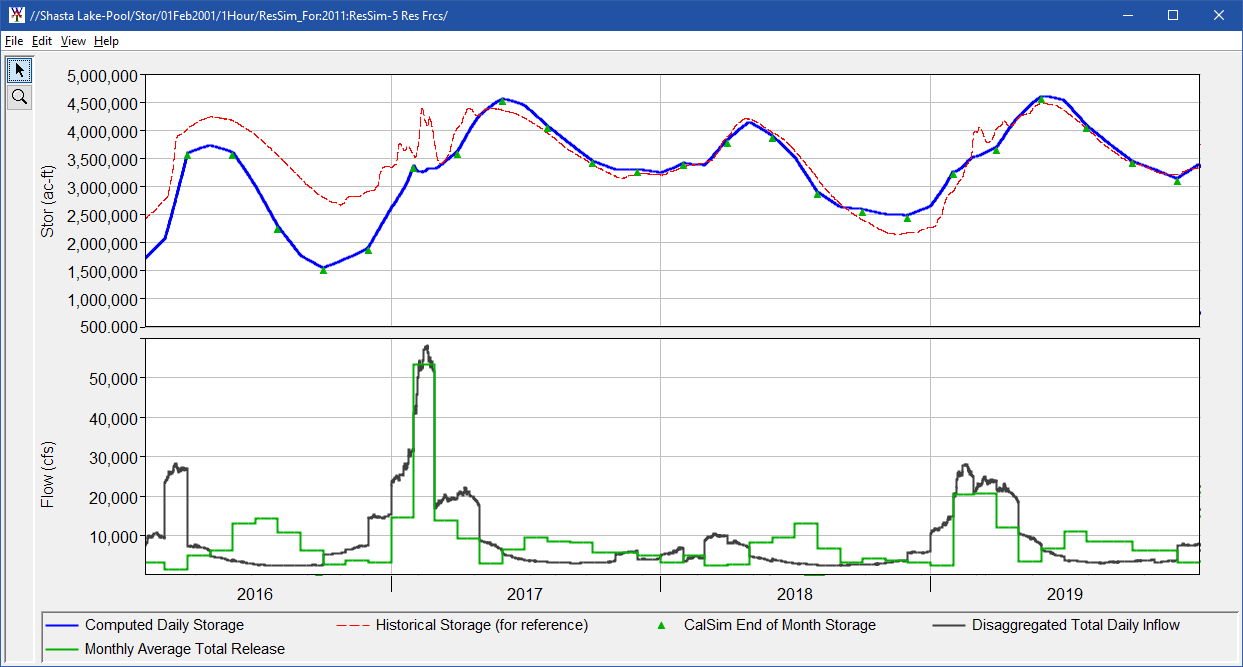 //Shasta Lake-Pool/Stor/01Feb2001/1Hour/ResSim_For:2011:ResSim-5 Res Frcs/
File Edit View Help
5,000,000
4,500,000
4,000,000
3,500,000
3,000,000
2,500,000
2,000,000
1,500,000
1,000,000
500.000
Stor (ac-ft)
50,000
40,000
30,000
20,000
10,000
Flow (cfs)
2016 2017 2018 2019
Computed Daily Storage Historical Storage (for reference) CalSim End of Month Storage Disaggregated Total Daily Inflow
Monthly Average Total Release